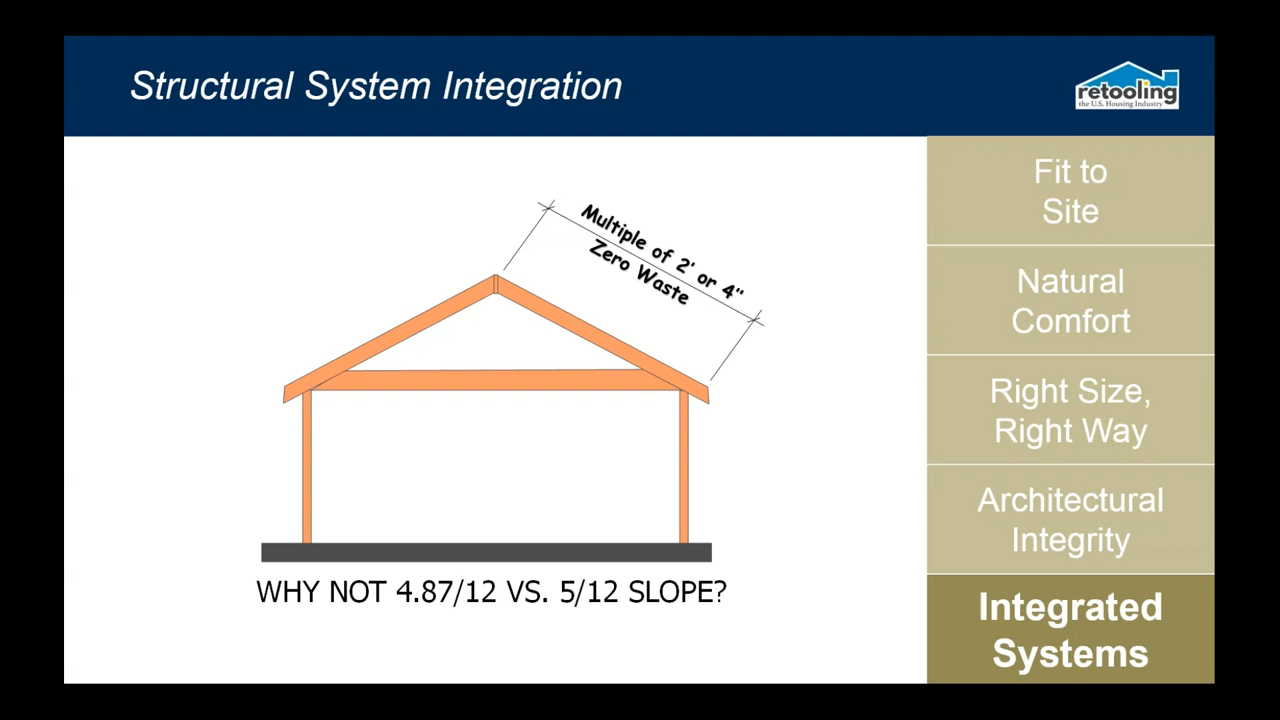 Structural System Integration
retooling
the U.S. Housing Industry
Multiple of 2' or 4"
Zero Waste
WHY NOT 4.87/12 VS. 5/12 SLOPE?
Fit to
Site
Natural
Comfort
Right Size,
Right Way
Architectural
Integrity
Integrated
Systems